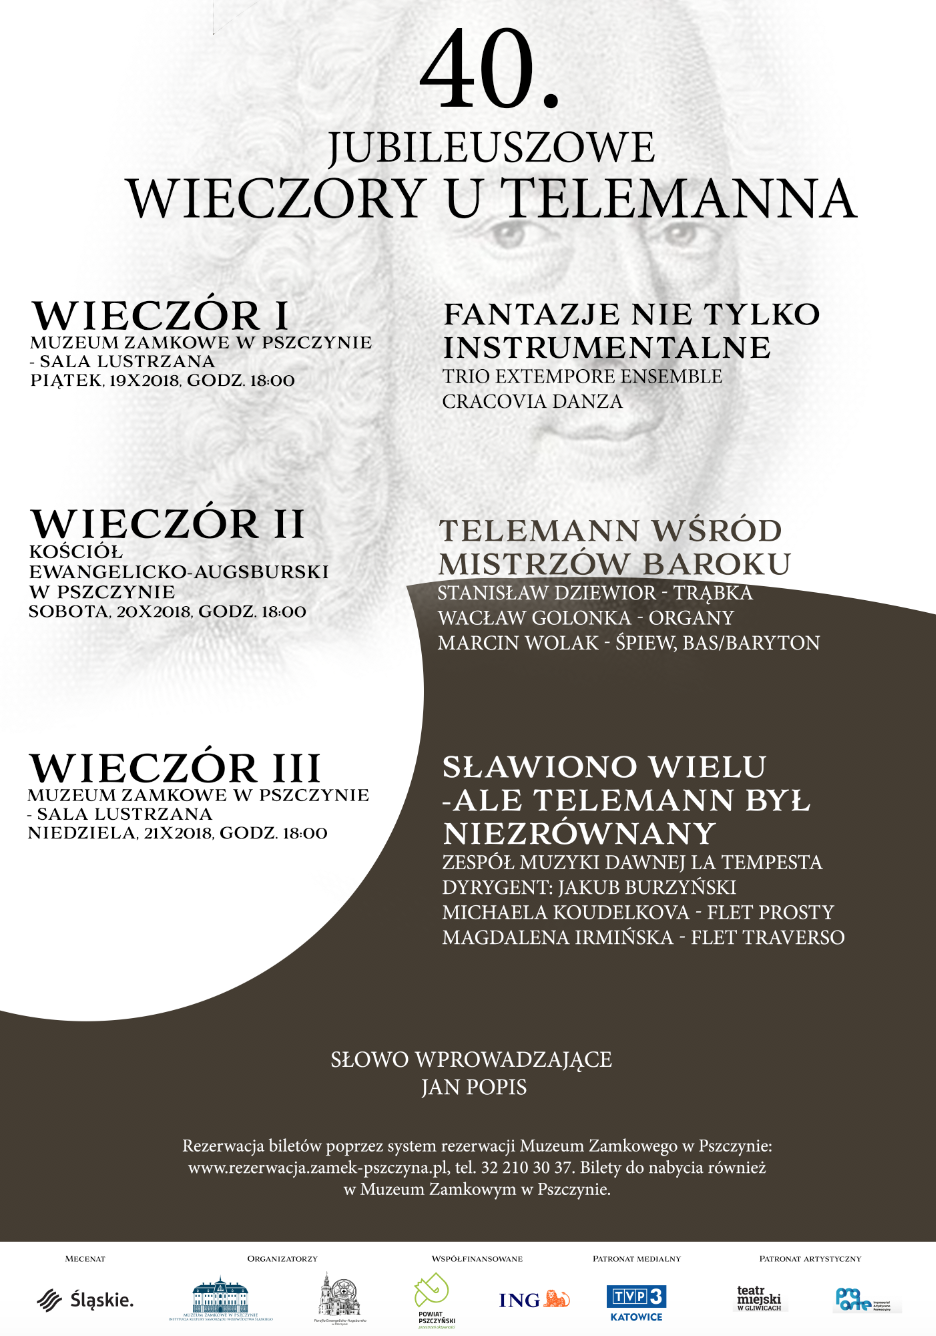 40.
JUBILEUSZOWE
WIECZORY U TELEMANNA
WIECZÓR I
MUZEUM ZAMKOWE W PSZCZYNIE
- SALA LUSTRZANA
PIĄTEK, 19X2018, GODZ. 18:00
FANTAZJE NIE TYLKO
INSTRUMENTALNE
TRIO EXTEMPORE ENSEMBLE
CRACOVIA DANZA
WIECZÓR II
KOŚCIÓŁ
EWANGELICKO-AUGSBURSKI
W PSZCZYNIE
SOBOTA, 20X2018, GODZ. 18:00
TELEMANN WŚRÓD
MISTRZÓW BAROKU
STANISŁAW DZIEWIOR - TRĄBKA
WACŁAW GOLONKA - ORGANY
MARCIN WOLAK - ŚPIEW, BAS/BARYTON
WIECZÓR III
MUZEUM ZAMKOWE W PSZCZYNIE
- SALA LUSTRZANA
NIEDZIELA, 21X2018, GODZ. 18:00
SŁAWIONO WIELU
-ALE TELEMANN BYŁ
NIEZRÓWNANY
ZESPÓŁ MUZYKI DAWNEJ LA TEMPESTA
DYRYGENT: JAKUB BURZYŃSKI
MICHAELA KOUDELKOVA - FLET PROSTY
MAGDALENA IRMIŃSKA - FLET TRAVERSO
SŁOWO WPROWADZAJĄCE
JAN POPIS
Rezerwacja biletów poprzez system rezerwacji Muzeum Zamkowego w Pszczynie:
www.rezerwacja.zamek-pszczyna.pl, tel. 32 210 30 37. Bilety do nabycia również
w Muzeum Zamkowym w Pszczynie.
MECENAT
ORGANIZATORZY
WSPÓŁFINANSOWANE
PATRONAT MEDIALNY
PATRONAT ARTYSTYCZNY
Śląskie.
MUZEUM ZAMKOWE W PSZCZYNIE
POWIAT
PSZCZYŃSKI
ING
TVP 3
KATOWICE
teatr
miejski
W GLIWICACH